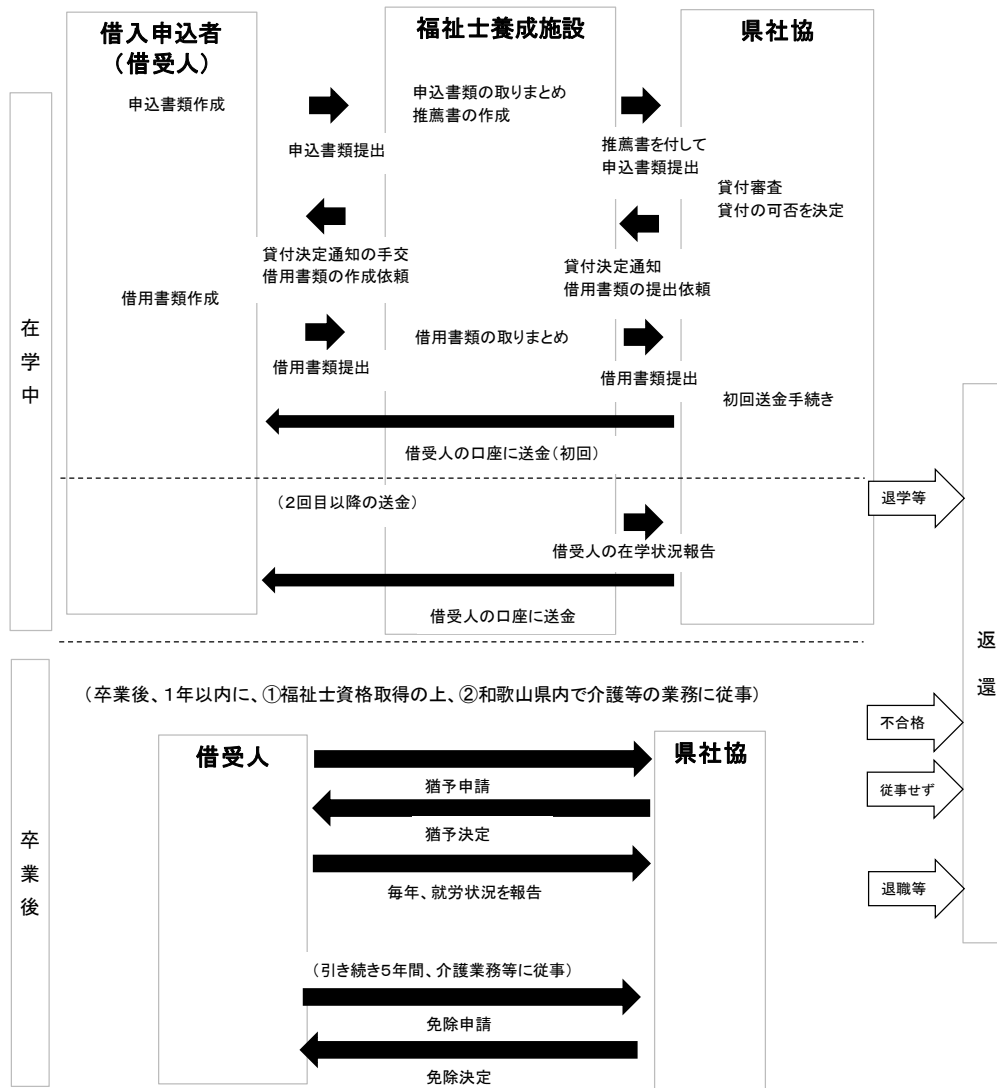 借入申込者
(借受人)
福祉士養成施設
県社協
在学中
申込書類作成
申込書類の取りまとめ
推薦書の作成
申込書類提出
推薦書を付して
申込書類提出
貸付審査
貸付の可否を決定
貸付決定通知の手交
借用書類の作成依頼
貸付決定通知
借用書類の提出依頼
借用書類作成
借用書類の取りまとめ
借用書類提出
借用書類提出
初回送金手続き
借受人の口座に送金(初回)
(2回目以降の送金)
退学等
借受人の在学状況報告
借受人の口座に送金
返還
卒業後
(卒業後、1年以内に、①福祉士資格取得の上、②和歌山県内で介護等の業務に従事)
不合格
借受人
県社協
猶予申請
従事せず
猶予決定
毎年、就労状況を報告
退職等
(引き続き5年間、介護業務等に従事)
免除申請
免除決定